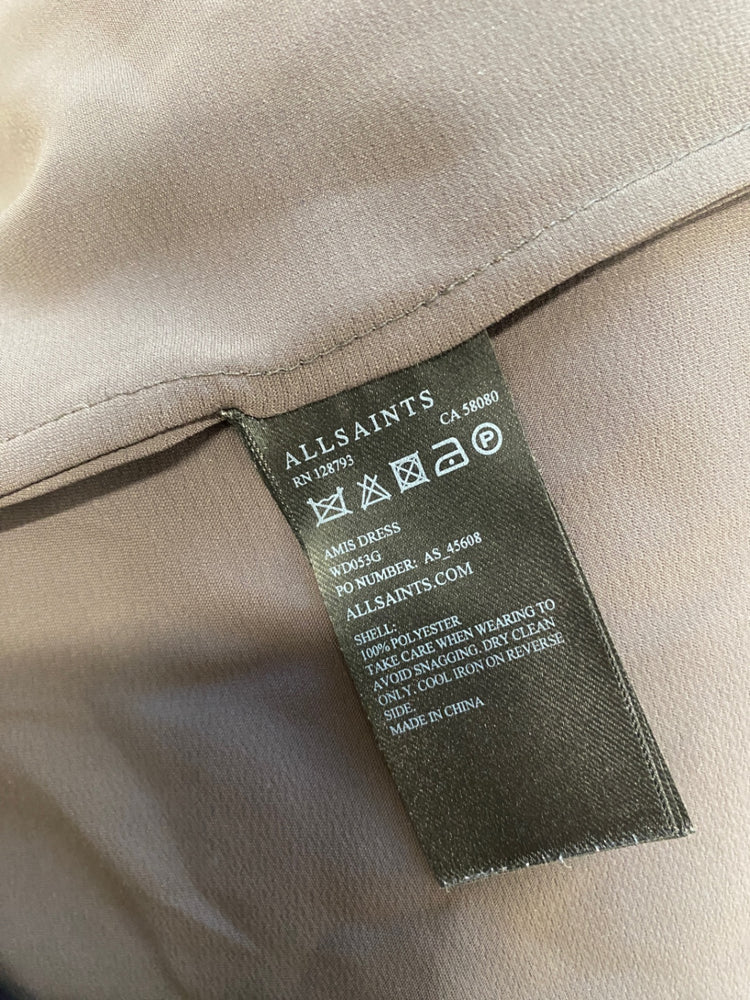 ALLSAINTS
RN 128793 CA 58080
P
AMIS DRESS
WD053G
PO NUMBER: AS_45608
ALLSAINTS.COM
SHELL:
100% POLYESTER
TAKE CARE WHEN WEARING TO
AVOID SNAGGING. DRY CLEAN
ONLY. COOL IRON ON REVERSE
SIDE.
MADE IN CHINA